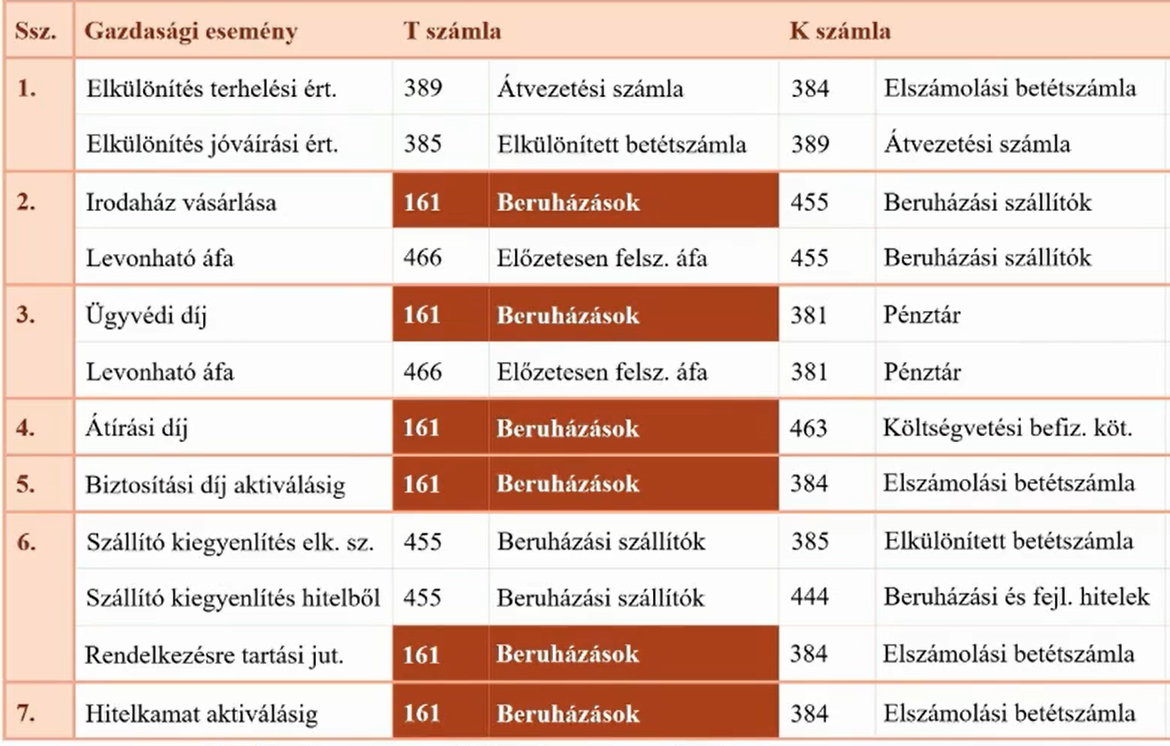 Ssz. Gazdasági esemény T számla K számla
1. Elkülönítés terhelési ért. 389 Átvezetési számla 384 Elszámolási betétszámla
Elkülönítés jóváírási ért. 385 Elkülönített betétszámla 389 Átvezetési számla
2. Irodaház vásárlása 161 Beruházások 455 Beruházási szállítók
Levonható áfa 466 Előzetesen felsz. áfa 455 Beruházási szállítók
3. Ügyvédi díj 161 Beruházások 381 Pénztár
Levonható áfa 466 Előzetesen felsz. áfa 381 Pénztár
4. Átírási díj 161 Beruházások 463 Költségvetési befiz. köt.
5. Biztosítási díj aktiválásig 161 Beruházások 384 Elszámolási betétszámla
6. Szállító kiegyenlítés elk. sz. 455 Beruházási szállítók 385 Elkülönített betétszámla
Szállító kiegyenlítés hitelből 455 Beruházási szállítók 444 Beruházási és fejl. hitelek
Rendelkezésre tartási jut. 161 Beruházások 384 Elszámolási betétszámla
7. Hitelkamat aktiválásig 161 Beruházások 384 Elszámolási betétszámla